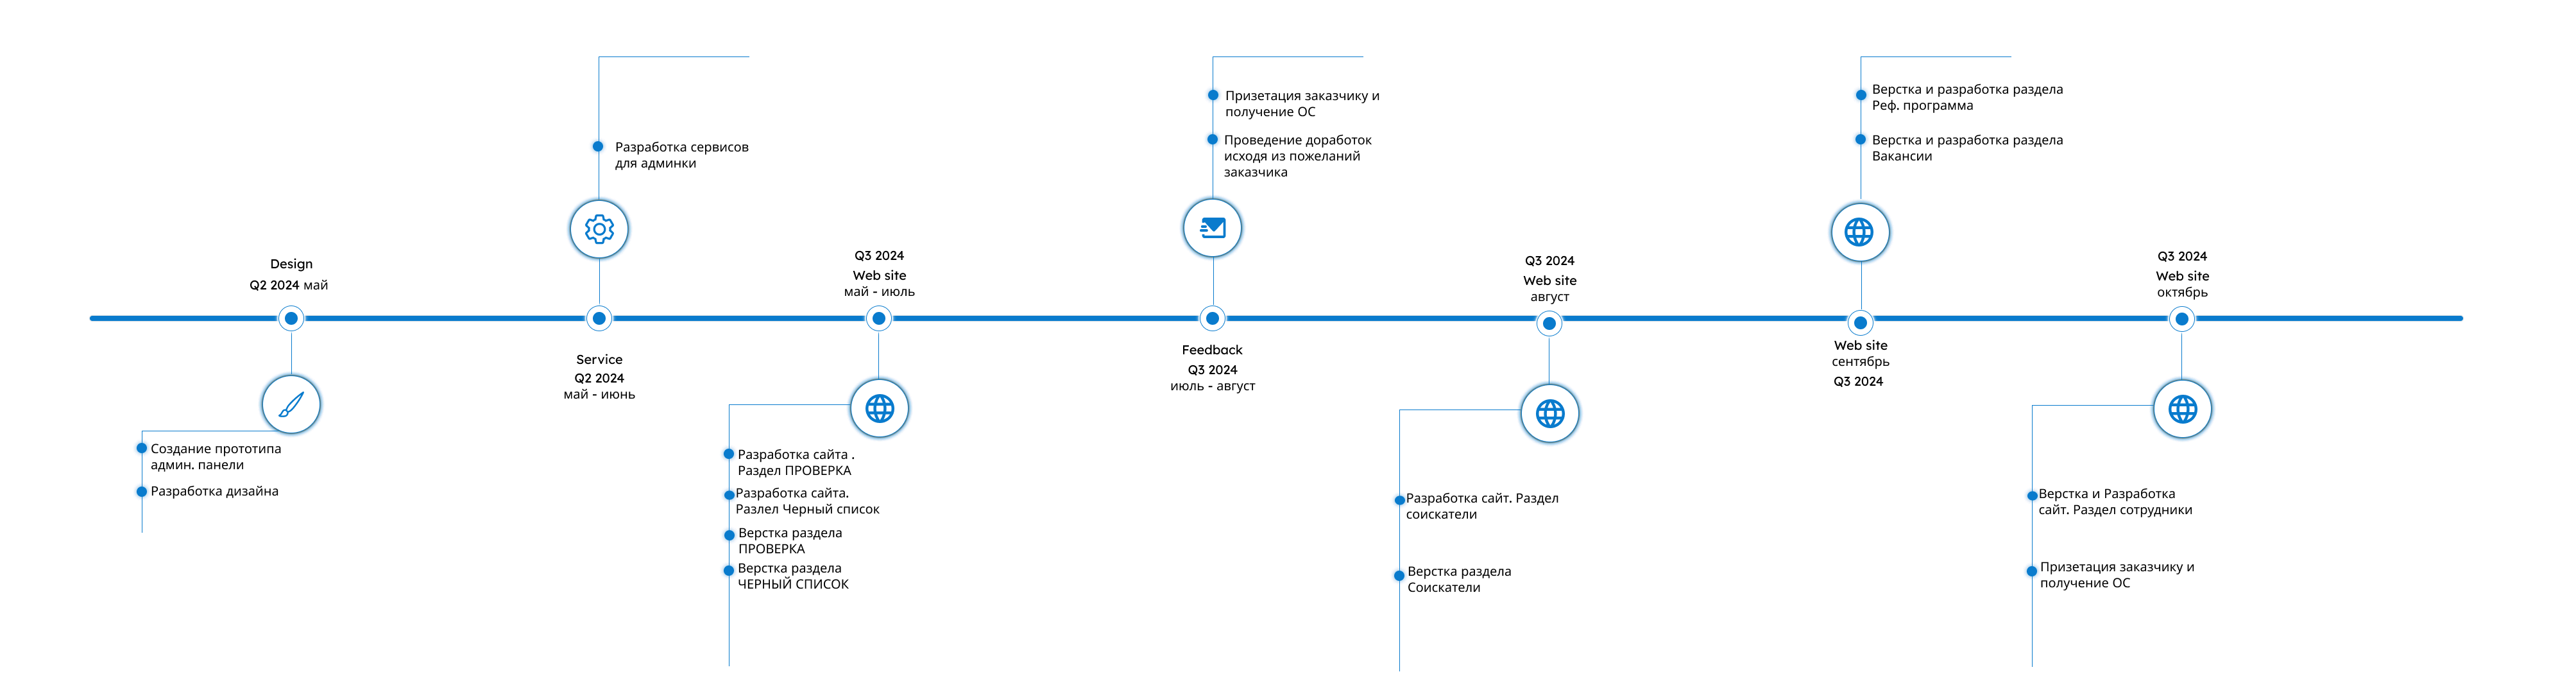 Design
Q2 2024 май
Создание прототипа
админ. панели
Разработка дизайна
Разработка сервисов
для админки
Service
Q2 2024
май - июнь
Q3 2024
Web site
май - июль
Разработка сайта .
Раздел ПРОВЕРКА
Разработка сайта.
Разлел Черный список
Верстка раздела
ПРОВЕРКА
Верстка раздела
ЧЕРНЫЙ СПИСОК
Призетация заказчику и
получение ОС
Проведение доработок
исходя из пожеланий
заказчика
Feedback
Q3 2024
июль - август
Q3 2024
Web site
август
Разработка сайт. Раздел
соискатели
Верстка раздела
Соискатели
Верстка и разработка раздела
Реф. программа
Верстка и разработка раздела
Вакансии
Web site
сентябрь
Q3 2024
Q3 2024
Web site
октябрь
Верстка и Разработка
сайт. Раздел сотрудники
Призетация заказчику и
получение ОС